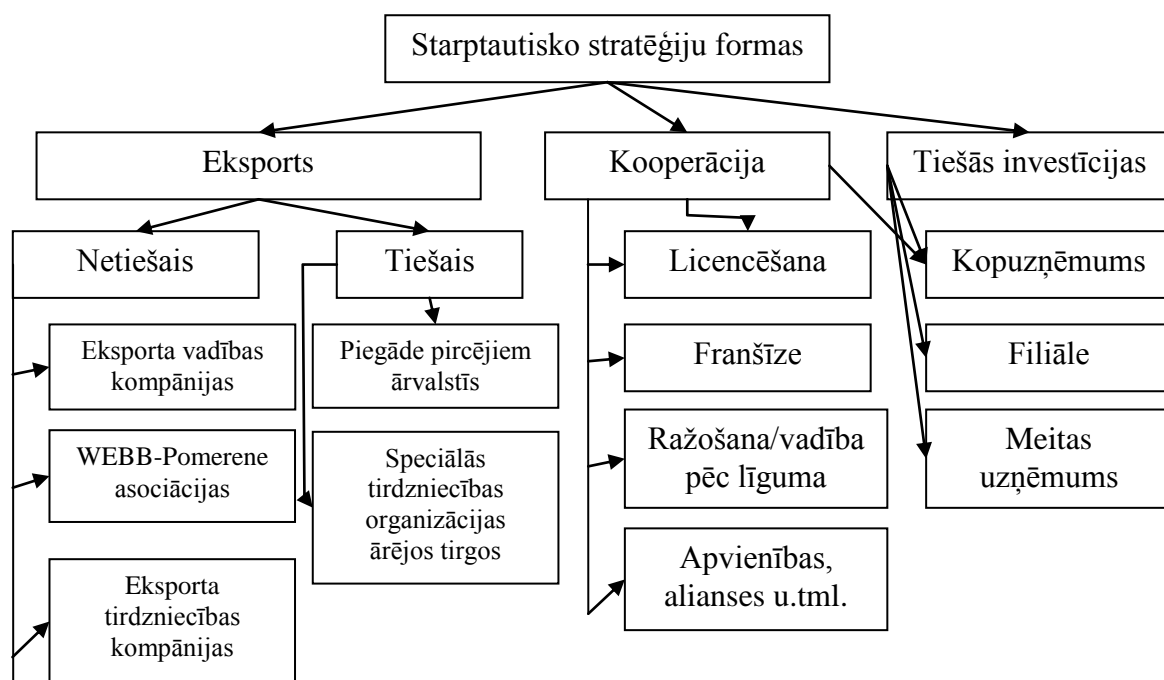 Starptautisko stratēģiju formas
Eksports
Kooperācija
Tiešās investīcijas
Netiešais
Tiešais
Licencēšana
Kopuzņēmums
Eksporta vadības
kompānijas
Piegāde pircējiem
ārvalstīs
Franšīze
Filiāle
WEBB-Pomerene
asociācijas
Speciālās
tirdzniecības
organizācijas
ārējos tirgos
Ražošana/vadība
pēc līguma
Meitas
uzņēmums
Eksporta
tirdzniecības
kompānijas
Apvienības,
alianses u.tml.